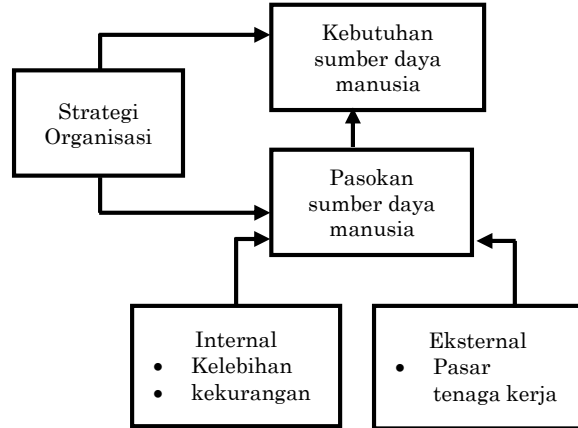 Kebutuhan
sumber daya
manusia
Strategi
Organisasi
Pasokan
sumber daya
manusia
Internal
• Kelebihan
• kekurangan
Eksternal
• Pasar
tenaga kerja